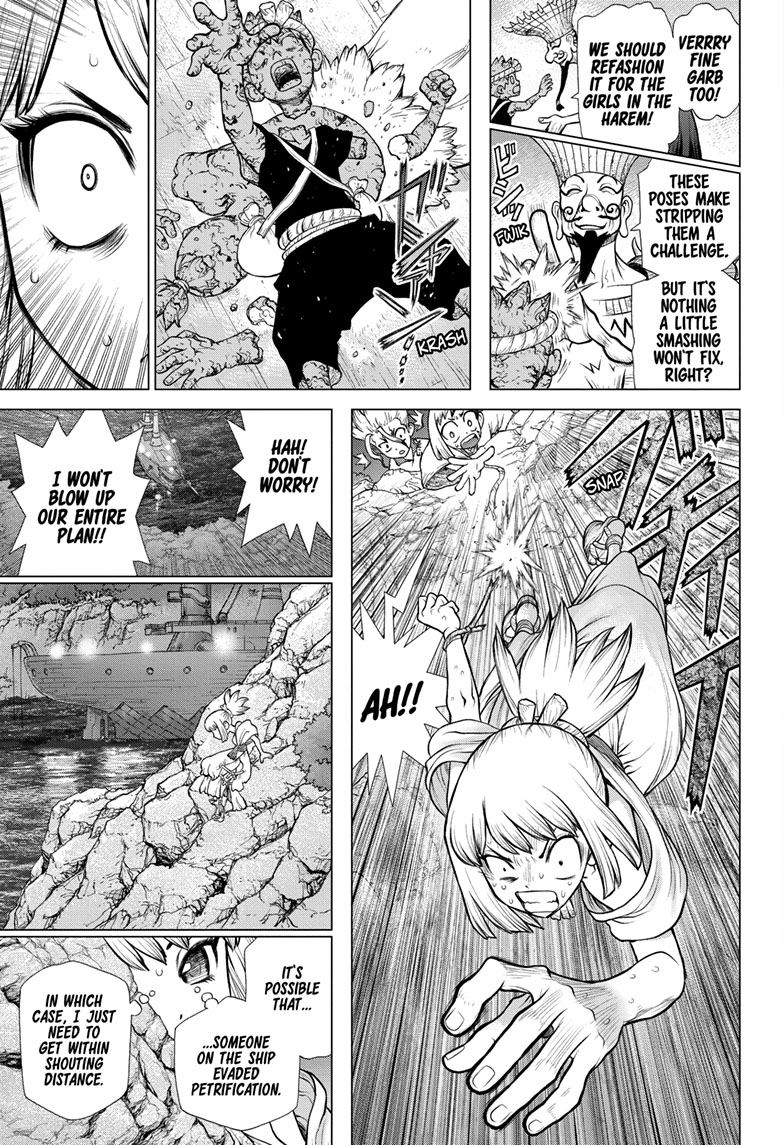 VERRRY
FINE
GARB
TOO!
WE SHOULD
REFASHION
IT FOR THE
GIRLS IN THE
HAREM!
THESE
POSES MAKE
STRIPPING
THEM A
CHALLENGE.
ビシッ
FWIK
BUT IT'S
NOTHING
A LITTLE
SMASHING
WON'T FIX,
RIGHT?
KRASH
SNAP
AH!!
HAH!
DON'T
WORRY!
I WON'T
BLOW UP
OUR ENTIRE
PLAN!!
IT'S
POSSIBLE
THAT...
...SOMEONE
ON THE SHIP
EVADED
PETRIFICATION.
IN WHICH
CASE, I JUST
NEED TO
GET WITHIN
SHOUTING
DISTANCE.